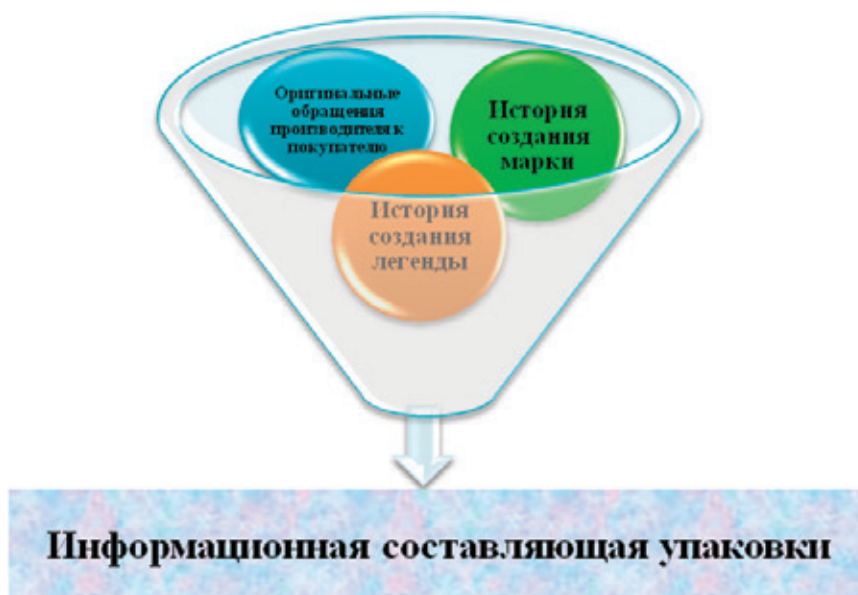 Оригинальные
обращения
производителя к
покупателю
История
создания
марки
История
создания
легенды
Информационная составляющая упаковки